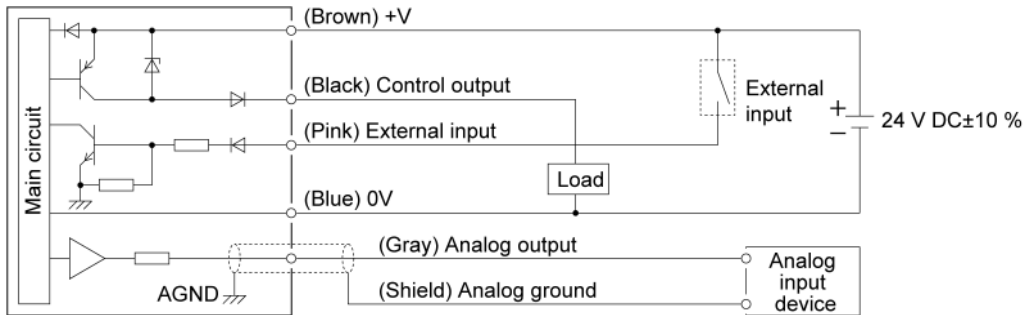 (Brown) +V
(Black) Control output
External
input
24 V DC±10 %
+
−
(Pink) External input
Main circuit
Load
(Blue) 0V
(Gray) Analog output
Analog
input
device
AGND
(Shield) Analog ground